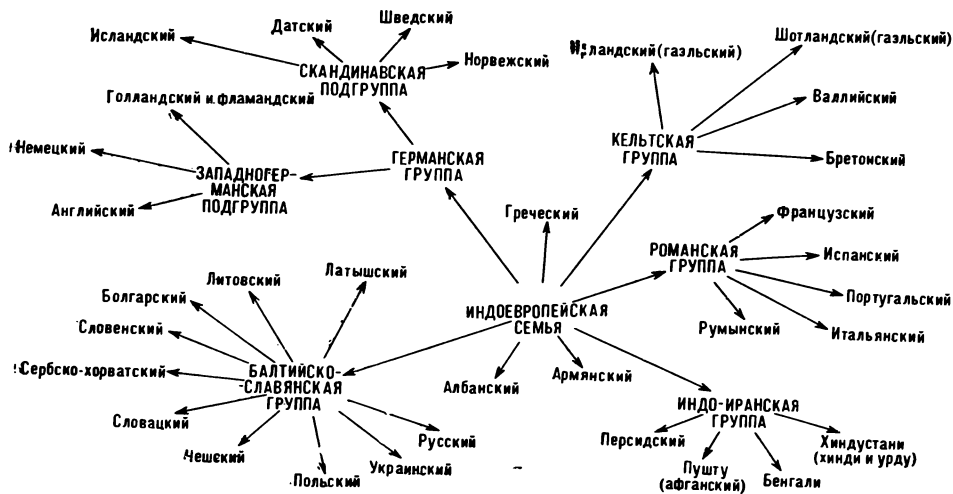 Исландский
Датский
Шведский
Норвежский
СКАНДИНАВСКАЯ
ПОДГРУППА
Голландский и фламандский
Немецкий
Английский
ЗАПАДНОГЕР-
МАНСКАЯ
ПОДГРУППА
ГЕРМАНСКАЯ
ГРУППА
Ирландский (гаэльский)
Шотландский (гаэльский)
Валлийский
Бретонский
КЕЛЬТСКАЯ
ГРУППА
Греческий
Французский
Испанский
Португальский
Итальянский
Румынский
РОМАНСКАЯ
ГРУППА
ИНДОЕВРОПЕЙСКАЯ
СЕМЬЯ
Албанский
Армянский
Латышский
Литовский
Болгарский
Словенский
Сербско-хорватский
Словацкий
Чешский
Польский
Украинский
Русский
БАЛТИЙСКО-
-СЛАВЯНСКАЯ
ГРУППА
ИНДО-ИРАНСКАЯ
ГРУППА
Персидский
Пушту
(афганский)
Бенгали
Хиндустани
(хинди и урду)